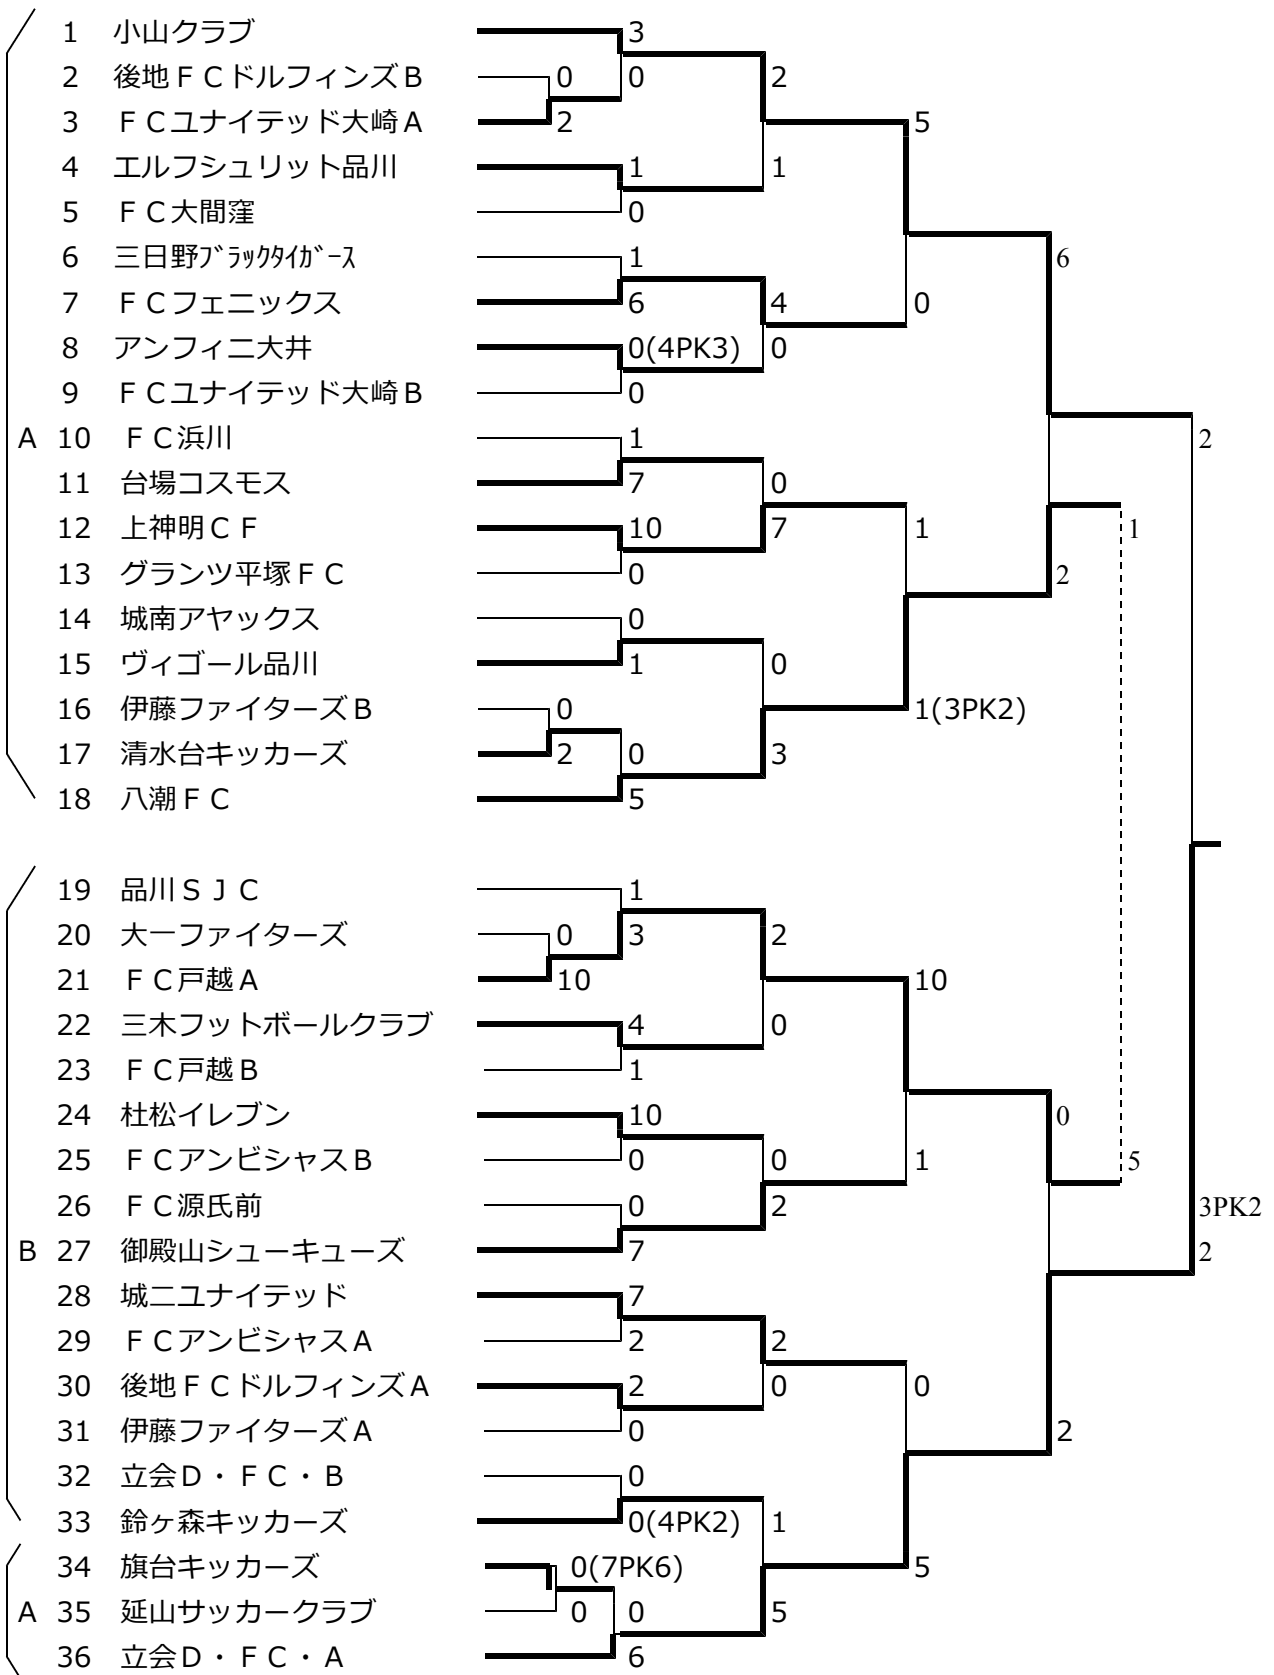 1 小山クラブ 3
2 後地ＦＣドルフィンズＢ 0 0 2
3 ＦＣユナイテッド大崎Ａ 2 5
4 エルフシュリット品川 1 1
5 ＦＣ大間窪 0
6 三日野ﾌﾞﾗｯｸﾀｲｶﾞｰｽ 1 6
7 ＦＣフェニックス 6 4 0
8 アンフィニ大井 0(4PK3) 0
9 ＦＣユナイテッド大崎Ｂ 0
A 10 ＦＣ浜川 1 2
11 台場コスモス 7 0
12 上神明ＣＦ 10 7 1 1
13 グランツ平塚ＦＣ 0 2
14 城南アヤックス 0
15 ヴィゴール品川 1 0
16 伊藤ファイターズＢ 0 1(3PK2)
17 清水台キッカーズ 2 0 3
18 八潮ＦＣ 5
19 品川ＳＪＣ 1
20 大一ファイターズ 0 3 2
21 ＦＣ戸越Ａ 10 10
22 三木フットボールクラブ 4 0
23 ＦＣ戸越Ｂ 1
24 杜松イレブン 10 0
25 ＦＣアンビシャスＢ 0 0 1 5
26 ＦＣ源氏前 0 2 3PK2
B 27 御殿山シューキューズ 7 2
28 城二ユナイテッド 7
29 ＦＣアンビシャスＡ 2 2
30 後地ＦＣドルフィンズＡ 2 0 0
31 伊藤ファイターズＡ 0 2
32 立会Ｄ・ＦＣ・Ｂ 0
33 鈴ヶ森キッカーズ 0(4PK2) 1
34 旗台キッカーズ 0(7PK6) 5
A 35 延山サッカークラブ 0 0 5
36 立会Ｄ・ＦＣ・Ａ 6